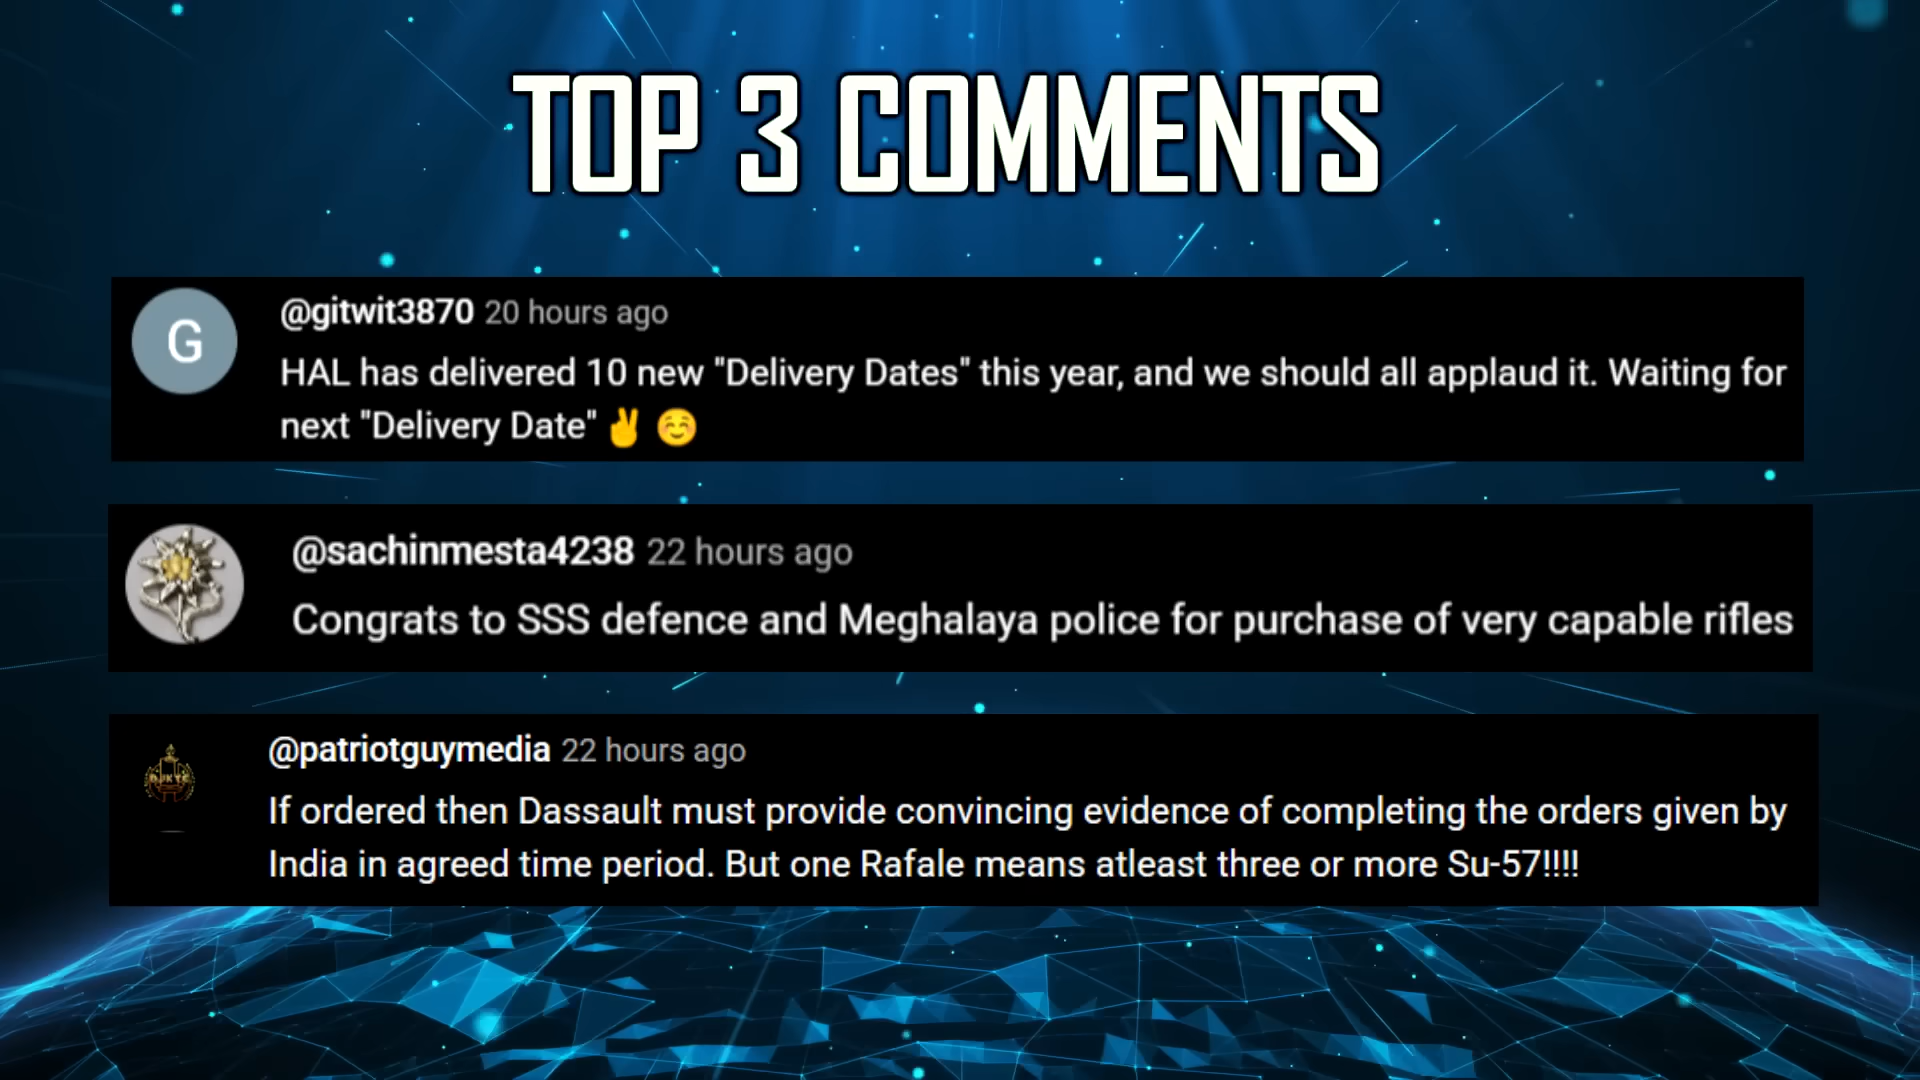 TOP 3 COMMENTS
G
@gitwit3870 20 hours ago
HAL has delivered 10 new "Delivery Dates" this year, and we should all applaud it. Waiting for
next "Delivery Date" ✌️ ☺️
@sachinmesta4238 22 hours ago
Congrats to SSS defence and Meghalaya police for purchase of very capable rifles
@patriotguymedia 22 hours ago
If ordered then Dassault must provide convincing evidence of completing the orders given by
India in agreed time period. But one Rafale means atleast three or more Su-57!!!!